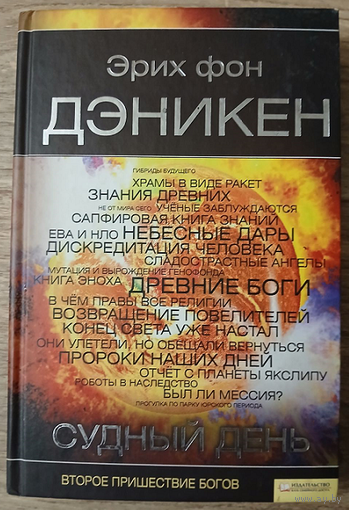 Эрих фон
ДЭНИКЕН
ГИБРИДЫ БУДУЩЕГО
ХРАМЫ В ВИДЕ РАКЕТ
ЗНАНИЯ ДРЕВНИХ
НЕ ОТ МИРА СЕГО УЧЁНЫЕ ЗАБЛУЖДАЮТСЯ
САПФИРОВАЯ КНИГА ЗНАНИЙ
ЕВА И НЛО НЕБЕСНЫЕ ДАРЫ
ДИСКРЕДИТАЦИЯ ЧЕЛОВЕКА
СЛАДОСТРАСТНЫЕ АНГЕЛЫ
МУТАЦИЯ И ВЫРОЖДЕНИЕ ГЕНОФОНДА
КНИГА ЭНОХА ДРЕВНИЕ БОГИ
В ЧЁМ ПРАВЫ ВСЕ РЕЛИГИИ
ВОЗВРАЩЕНИЕ ПОВЕЛИТЕЛЕЙ
КОНЕЦ СВЕТА УЖЕ НАСТАЛ
ОНИ УЛЕТЕЛИ, НО ОБЕЩАЛИ ВЕРНУТЬСЯ
ПРОРОКИ НАШИХ ДНЕЙ
ОТЧЁТ С ПЛАНЕТЫ ЯКСЛИПУ
РОБОТЫ В НАСЛЕДСТВО
БЫЛ ЛИ МЕССИЯ?
ПРОГУЛКА ПО ПАРКУ ЮРСКОГО ПЕРИОДА
СУДНЫЙ ДЕНЬ
ВТОРОЕ ПРИШЕСТВИЕ БОГОВ
ИЗДАТЕЛЬСТВО